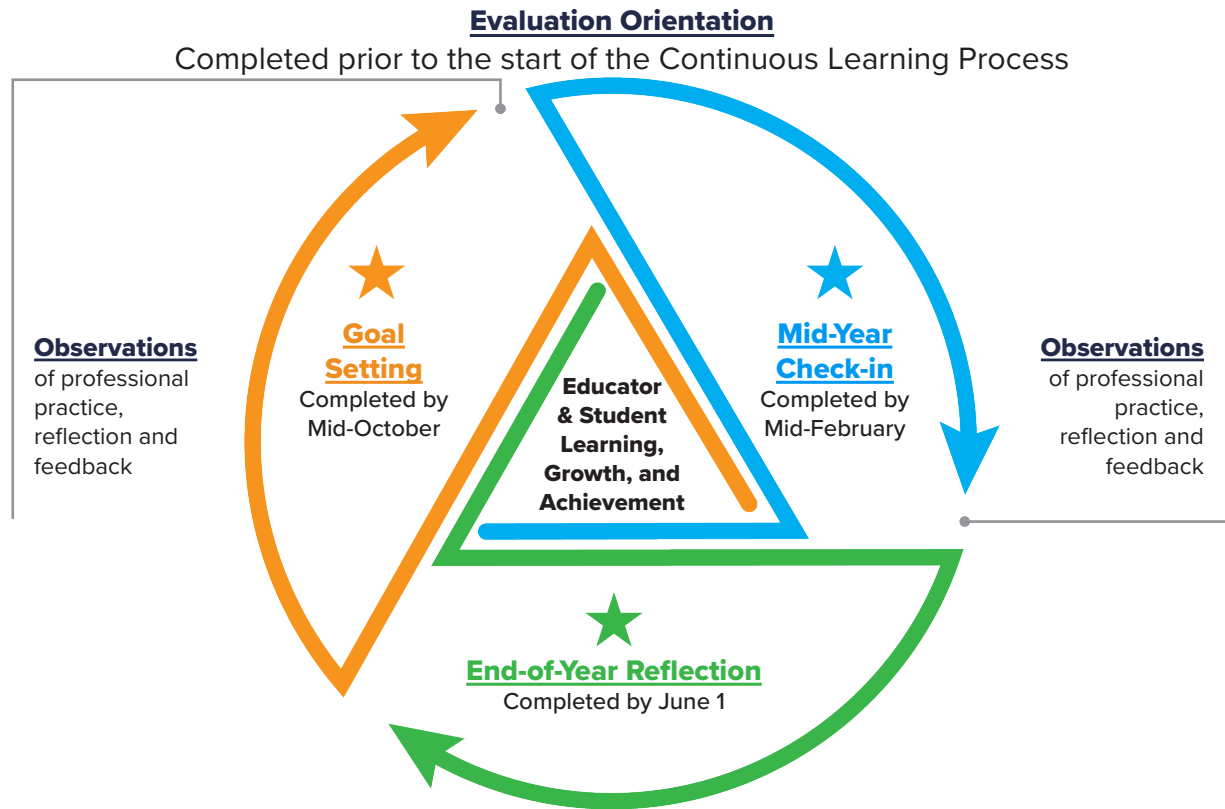 Evaluation Orientation
Completed prior to the start of the Continuous Learning Process
Observations
of professional
practice,
reflection and
feedback
Goal
Setting
Completed by
Mid-October
Educator
& Student
Learning,
Growth, and
Achievement
Mid-Year
Check-in
Completed by
Mid-February
Observations
of professional
practice,
reflection and
feedback
End-of-Year Reflection
Completed by June 1